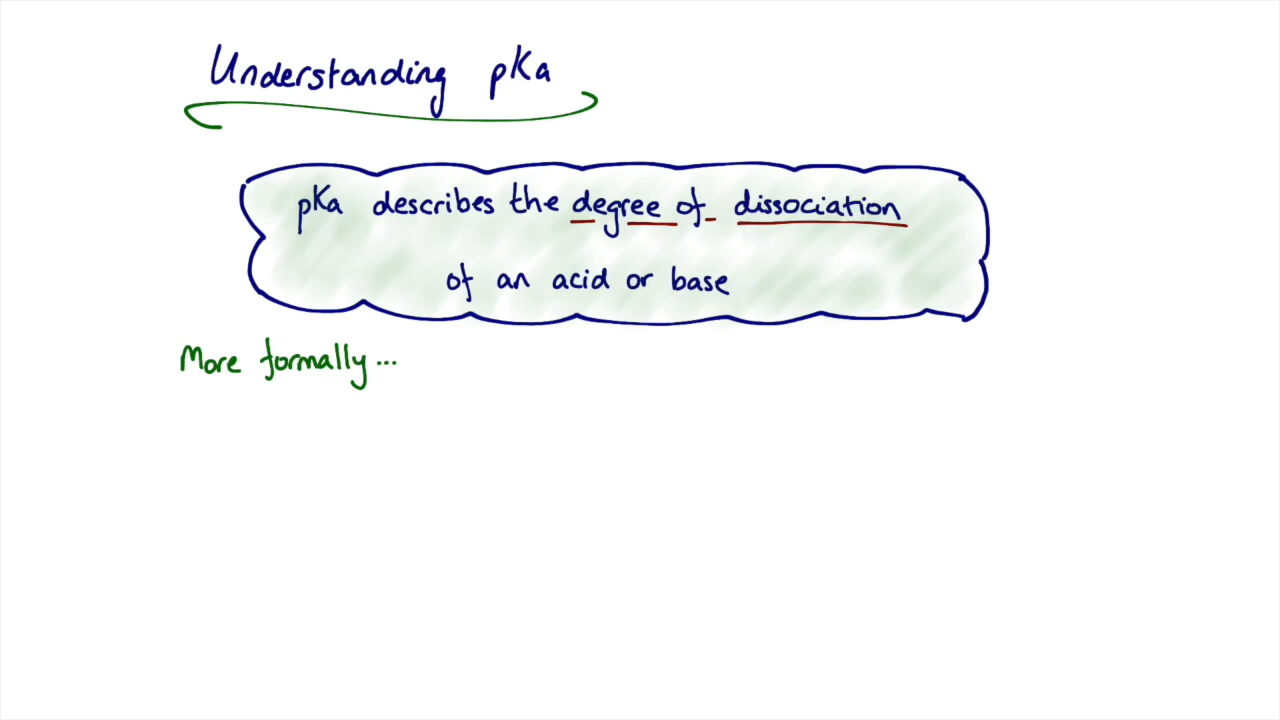 Understanding pKa
pKa describes the degree of dissociation
of an acid or base
More formally...